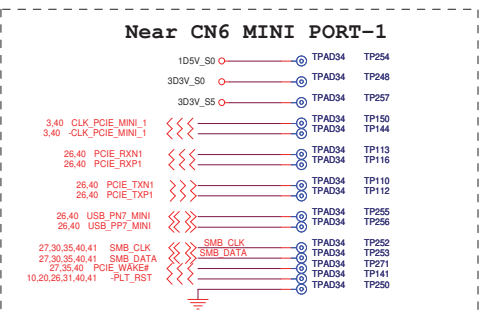 Near CN6 MINI PORT-1
1D5V_S0 TPAD34 TP254
3D3V_S0 TPAD34 TP248
3D3V_S5 TPAD34 TP257
3,40 CLK_PCIE_MINI_1 TPAD34 TP150
3,40 -CLK_PCIE_MINI_1 TPAD34 TP144
26,40 PCIE_RXN1 TPAD34 TP113
26,40 PCIE_RXP1 TPAD34 TP116
26,40 PCIE_TXN1 TPAD34 TP110
26,40 PCIE_TXP1 TPAD34 TP112
26,40 USB_PN7_MINI TPAD34 TP255
26,40 USB_PP7_MINI TPAD34 TP256
27,30,35,40,41 SMB_CLK SMB_CLK TPAD34 TP252
27,30,35,40,41 SMB_DATA SMB_DATA TPAD34 TP253
27,35,40 PCIE_WAKE# TPAD34 TP271
10,20,26,31,40,41 -PLT_RST TPAD34 TP141
TPAD34 TP250